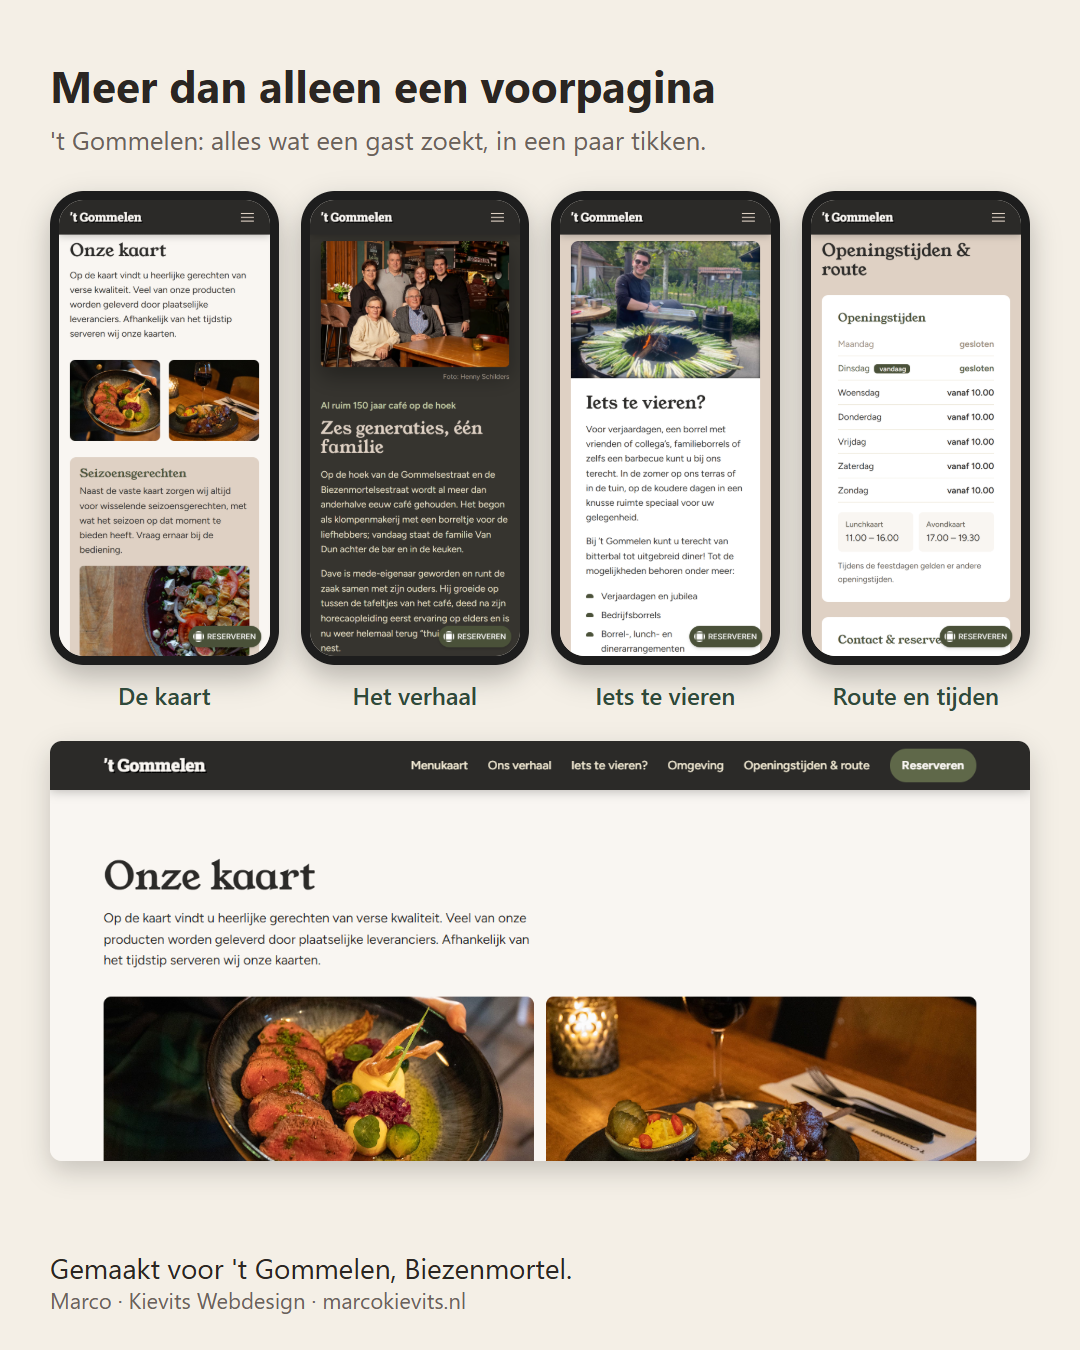 Meer dan alleen een voorpagina
't Gommelen: alles wat een gast zoekt, in een paar tikken.
't Gommelen
Onze kaart
Op de kaart vindt u heerlijke gerechten van
verse kwaliteit. Veel van onze producten
worden geleverd door plaatselijke
leveranciers. Afhankelijk van het tijdstip
serveren wij onze kaarten.
Seizoensgerechten
Naast de vaste kaart zorgen wij altijd
voor wisselende seizoensgerechten, met
wat het seizoen op dat moment te
bieden heeft. Vraag ernaar bij de
bediening.
RESERVEREN
De kaart
't Gommelen
Foto: Henny Schilders
Al ruim 150 jaar café op de hoek
Zes generaties, één
familie
Op de hoek van de Gommelsestraat en de
Biezenmortelsestraat wordt al meer dan
anderhalve eeuw café gehouden. Het begon
als klompenmakerij met een borreltje voor de
liefhebbers; vandaag staat de familie Van
Dun achter de bar en in de keuken.
Dave is mede-eigenaar geworden en runt de
zaak samen met zijn ouders. Hij groeide op
tussen de tafeltjes van het café, deed na zijn
horecaopleiding eerst ervaring op elders en is
nu weer helemaal terug "thui
nest.
RESERVEREN
Het verhaal
't Gommelen
Iets te vieren?
Voor verjaardagen, een borrel met
vrienden of collega's, familieborrels of
zelfs een barbecue kunt u bij ons
terecht. In de zomer op ons terras of
in de tuin, op de koudere dagen in een
knusse ruimte speciaal voor uw
gelegenheid.
Bij 't Gommelen kunt u terecht van
bitterbal tot uitgebreid diner! Tot de
mogelijkheden behoren onder meer:
Verjaardagen en jubilea
Bedrijfsborrels
Borrel-, lunch- en
dinerarrangementen
RESERVEREN
Iets te vieren
't Gommelen
Openingstijden &
route
Openingstijden
Maandag gesloten
Dinsdag vandaag gesloten
Woensdag vanaf 10.00
Donderdag vanaf 10.00
Vrijdag vanaf 10.00
Zaterdag vanaf 10.00
Zondag vanaf 10.00
Lunchkaart
11.00 – 16.00
Avondkaart
17.00 – 19.30
Tijdens de feestdagen gelden er andere
openingstijden.
Contact & reserve
RESERVEREN
Route en tijden
't Gommelen Menukaart Ons verhaal Iets te vieren? Omgeving Openingstijden & route Reserveren
Onze kaart
Op de kaart vindt u heerlijke gerechten van verse kwaliteit. Veel van onze
producten worden geleverd door plaatselijke leveranciers. Afhankelijk van
het tijdstip serveren wij onze kaarten.
Gemaakt voor 't Gommelen, Biezenmortel.
Marco · Kievits Webdesign · marcokievits.nl